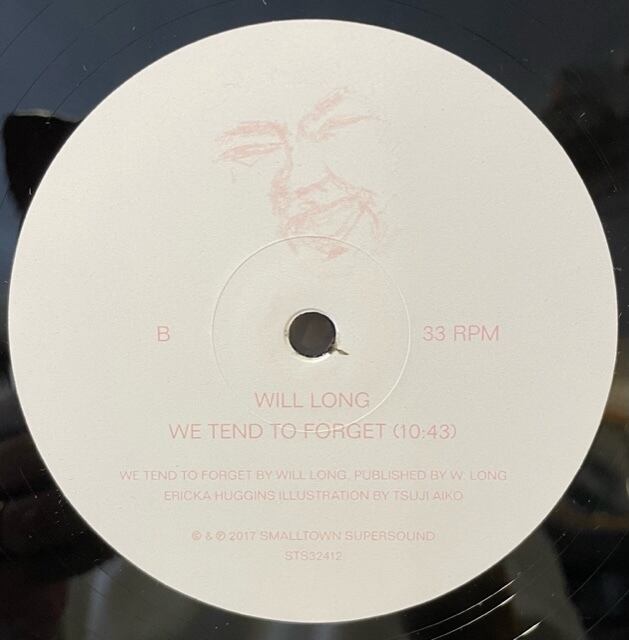 B
33 RPM
WILL LONG
WE TEND TO FORGET (10:43)
WE TEND TO FORGET BY WILL LONG. PUBLISHED BY W. LONG
ERICKA HUGGINS ILLUSTRATION BY TSUJI AIKO
© & ℗ 2017 SMALLTOWN SUPERSOUND
STS32412